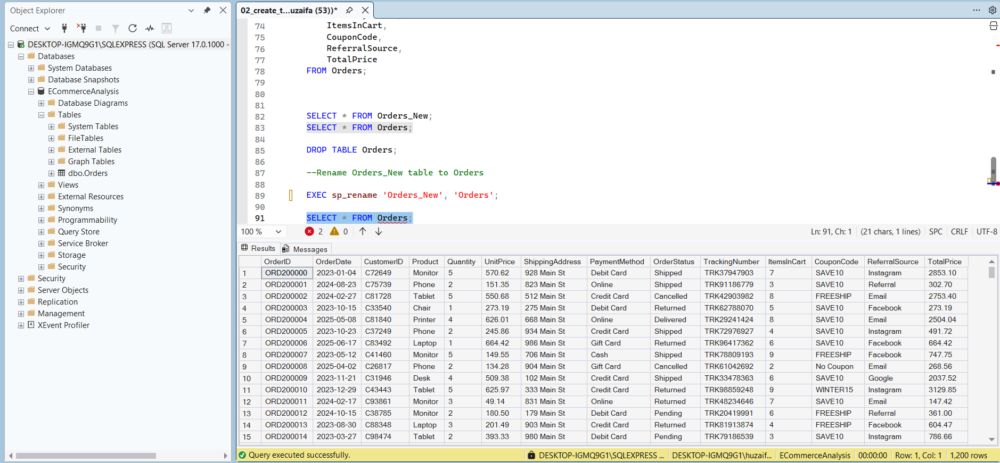 Object Explorer
Connect
DESKTOP-IGMQ9G1\SQLEXPRESS (SQL Server 17.0.1000 -
Databases
System Databases
Database Snapshots
ECommerceAnalysis
Database Diagrams
Tables
System Tables
FileTables
External Tables
Graph Tables
dbo.Orders
Views
External Resources
Synonyms
Programmability
Query Store
Service Broker
Storage
Security
Security
Server Objects
Replication
Management
XEvent Profiler
02_create_t...uzaifa (53))*
74 ItemsInCart,
75 CouponCode,
76 ReferralSource,
77 TotalPrice
78 FROM Orders;
79
80
81
82 SELECT * FROM Orders_New;
83 SELECT * FROM Orders;
84
85 DROP TABLE Orders;
86
87 --Rename Orders_New table to Orders
88
89 EXEC sp_rename 'Orders_New', 'Orders';
90
91 SELECT * FROM Orders;
100 % 2 0 Ln: 91, Ch: 1 (21 chars, 1 lines) SPC CRLF UTF-8
Results Messages
OrderID OrderDate CustomerID Product Quantity UnitPrice ShippingAddress PaymentMethod OrderStatus TrackingNumber ItemsInCart CouponCode ReferralSource TotalPrice
1 ORD200000 2023-01-04 C72649 Monitor 5 570.62 928 Main St Debit Card Shipped TRK37947903 7 SAVE10 Instagram 2853.10
2 ORD200001 2024-08-23 C75739 Phone 2 151.35 823 Main St Online Shipped TRK91186779 3 SAVE10 Referral 302.70
3 ORD200002 2024-02-27 C81728 Tablet 5 550.68 512 Main St Credit Card Cancelled TRK42903982 8 FREESHIP Email 2753.40
4 ORD200003 2023-10-15 C33540 Chair 1 273.19 275 Main St Debit Card Returned TRK62788070 5 SAVE10 Facebook 273.19
5 ORD200004 2025-05-08 C81840 Printer 4 626.01 668 Main St Online Delivered TRK29241424 8 SAVE10 Email 2504.04
6 ORD200005 2023-10-23 C37249 Phone 2 245.86 934 Main St Credit Card Shipped TRK72976927 4 SAVE10 Instagram 491.72
7 ORD200006 2025-06-17 C83492 Laptop 1 664.42 986 Main St Gift Card Returned TRK96417362 6 SAVE10 Facebook 664.42
8 ORD200007 2023-05-12 C41460 Monitor 5 149.55 706 Main St Cash Shipped TRK78809193 9 FREESHIP Facebook 747.75
9 ORD200008 2025-04-02 C26817 Phone 2 134.28 904 Main St Gift Card Cancelled TRK61042692 2 No Coupon Email 268.56
10 ORD200009 2023-11-21 C31946 Desk 4 509.38 102 Main St Credit Card Shipped TRK33478363 6 SAVE10 Google 2037.52
11 ORD200010 2023-12-29 C43443 Tablet 5 625.97 333 Main St Credit Card Returned TRK98859248 9 WINTER15 Instagram 3129.85
12 ORD200011 2024-02-17 C93861 Monitor 3 49.14 831 Main St Online Returned TRK48234646 7 SAVE10 Email 147.42
13 ORD200012 2024-10-15 C38785 Monitor 2 180.50 179 Main St Debit Card Pending TRK20419991 6 FREESHIP Referral 361.00
14 ORD200013 2023-08-30 C88348 Laptop 3 201.49 903 Main St Credit Card Returned TRK81913874 4 FREESHIP Facebook 604.47
15 ORD200014 2023-03-27 C98474 Tablet 2 393.33 980 Main St Debit Card Pending TRK79186539 3 SAVE10 Instagram 786.66
Query executed successfully. DESKTOP-IGMQ9G1\SQLEXPRESS ... DESKTOP-IGMQ9G1\huzaif... ECommerceAnalysis 00:00:00 Row: 1, Col: 1 1,200 rows